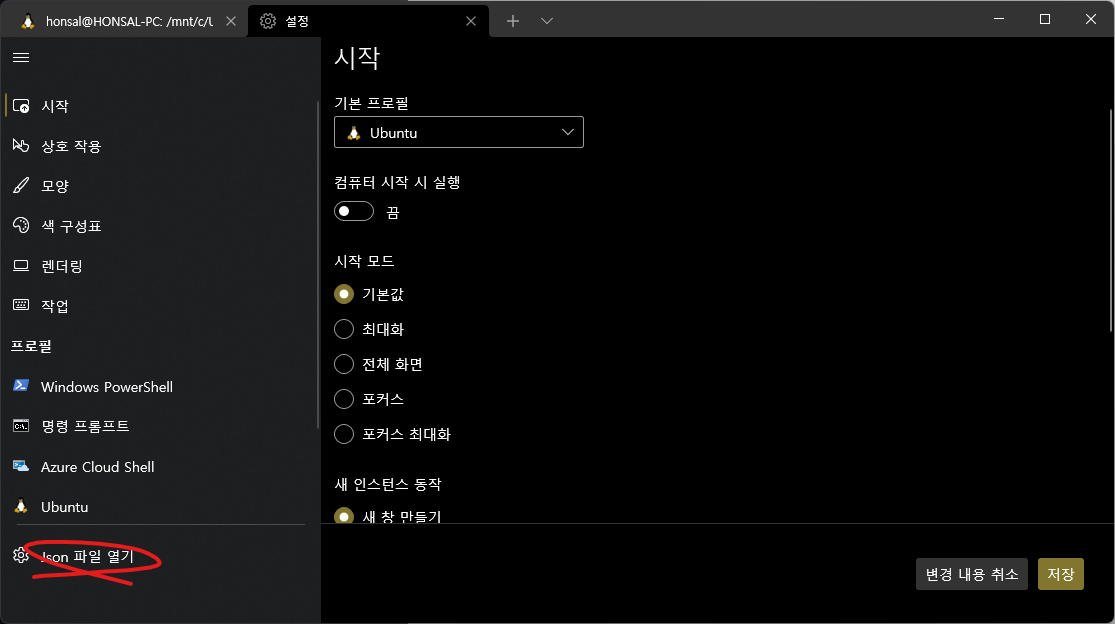 honsal@HONSAL-PC: /mnt/c/U
설정
시작
상호 작용
모양
색 구성표
렌더링
작업
프로필
Windows PowerShell
명령 프롬프트
Azure Cloud Shell
Ubuntu
Json 파일 열기
시작
기본 프로필
Ubuntu
컴퓨터 시작 시 실행
끔
시작 모드
기본값
최대화
전체 화면
포커스
포커스 최대화
새 인스턴스 동작
새 창 만들기
변경 내용 취소
저장